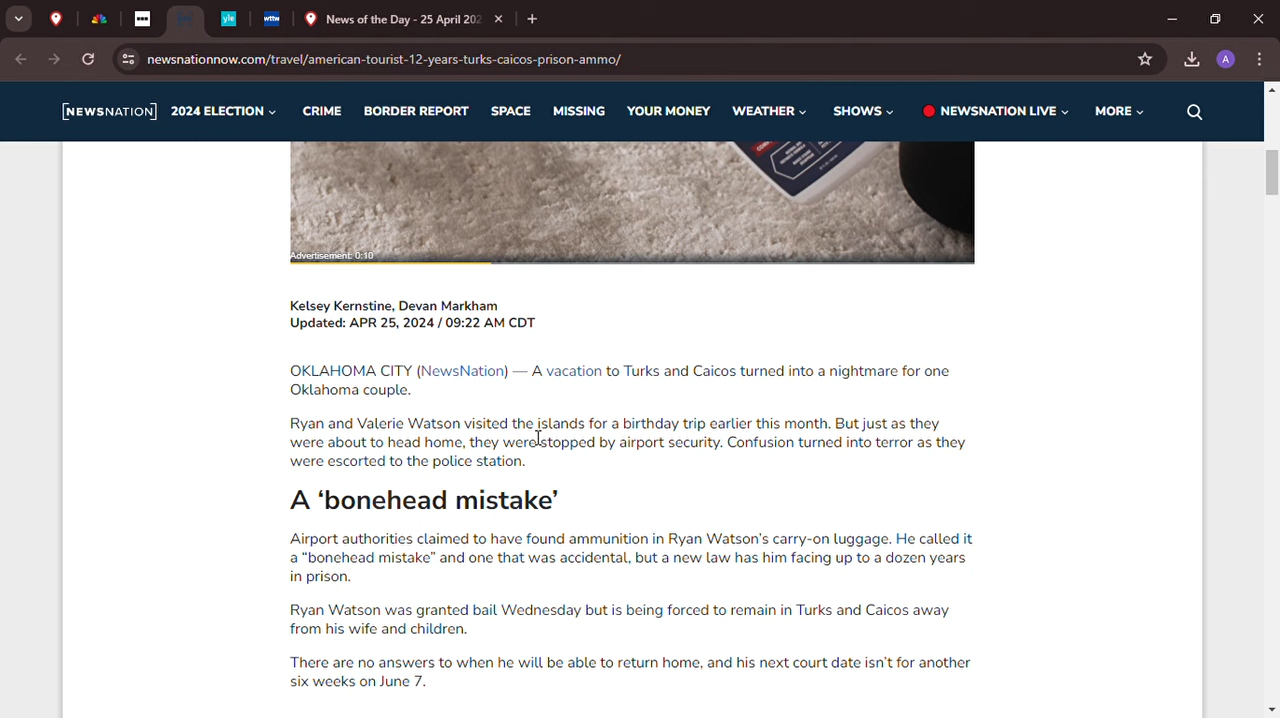 yle
wttw
News of the Day - 25 April 202
newsnationnow.com/travel/american-tourist-12-years-turks-caicos-prison-ammo/
A
[NEWSNATION]
2024 ELECTION
CRIME
BORDER REPORT
SPACE
MISSING
YOUR MONEY
WEATHER
SHOWS
NEWSNATION LIVE
MORE
Advertisement: 0:10
Kelsey Kernstine, Devan Markham
Updated: APR 25, 2024 / 09:22 AM CDT
OKLAHOMA CITY (NewsNation) — A vacation to Turks and Caicos turned into a nightmare for one
Oklahoma couple.
Ryan and Valerie Watson visited the islands for a birthday trip earlier this month. But just as they
were about to head home, they were stopped by airport security. Confusion turned into terror as they
were escorted to the police station.
A ‘bonehead mistake’
Airport authorities claimed to have found ammunition in Ryan Watson’s carry-on luggage. He called it
a “bonehead mistake” and one that was accidental, but a new law has him facing up to a dozen years
in prison.
Ryan Watson was granted bail Wednesday but is being forced to remain in Turks and Caicos away
from his wife and children.
There are no answers to when he will be able to return home, and his next court date isn’t for another
six weeks on June 7.